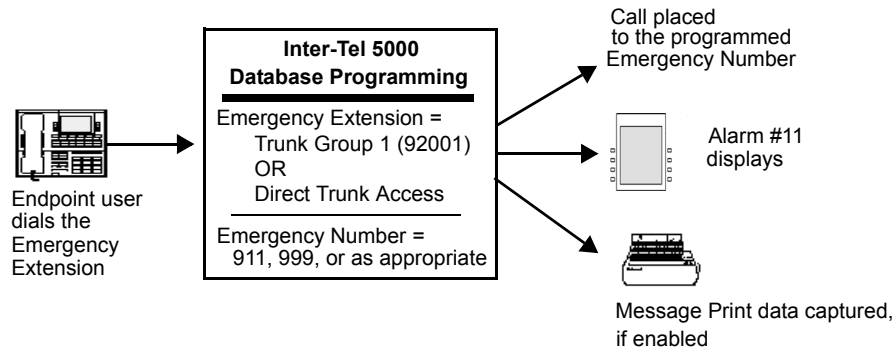 Endpoint user
dials the
Emergency
Extension
Inter-Tel 5000
Database Programming
Emergency Extension =
Trunk Group 1 (92001)
OR
Direct Trunk Access
Emergency Number =
911, 999, or as appropriate
Call placed
to the programmed
Emergency Number
Alarm #11
displays
Message Print data captured,
if enabled